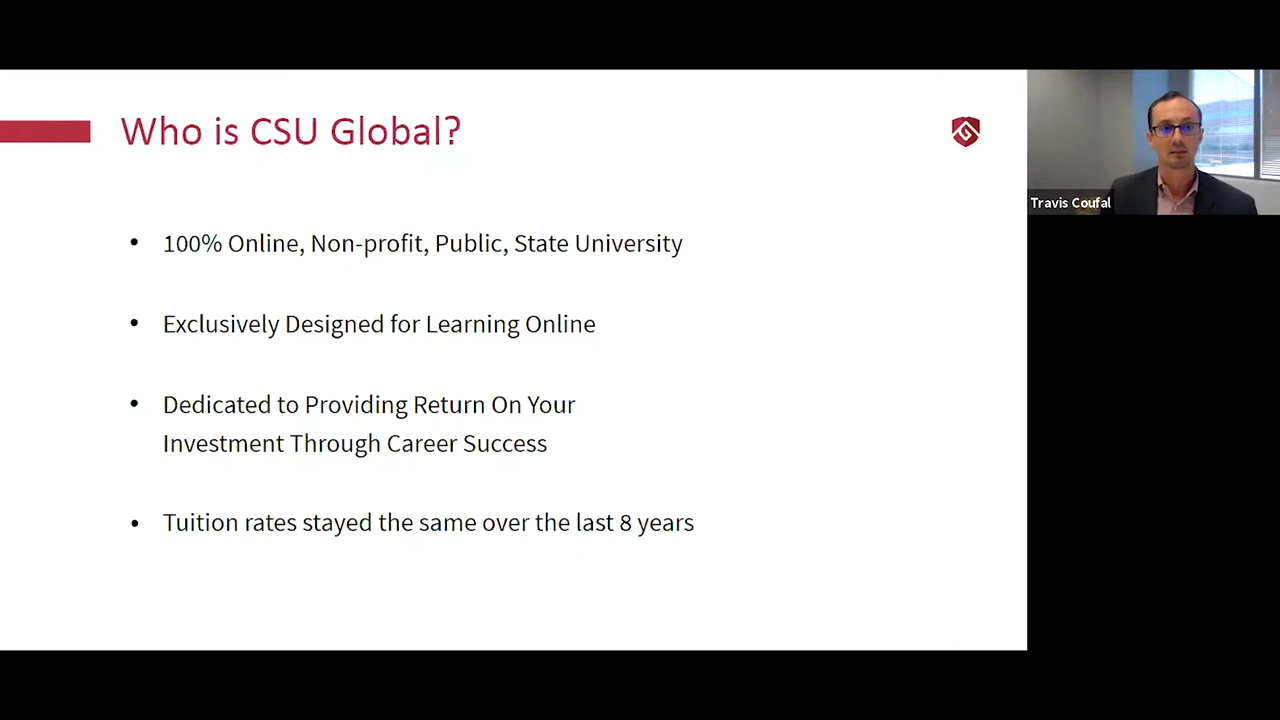 Who is CSU Global?
Travis Coufal
• 100% Online, Non-profit, Public, State University
• Exclusively Designed for Learning Online
• Dedicated to Providing Return On Your
Investment Through Career Success
• Tuition rates stayed the same over the last 8 years